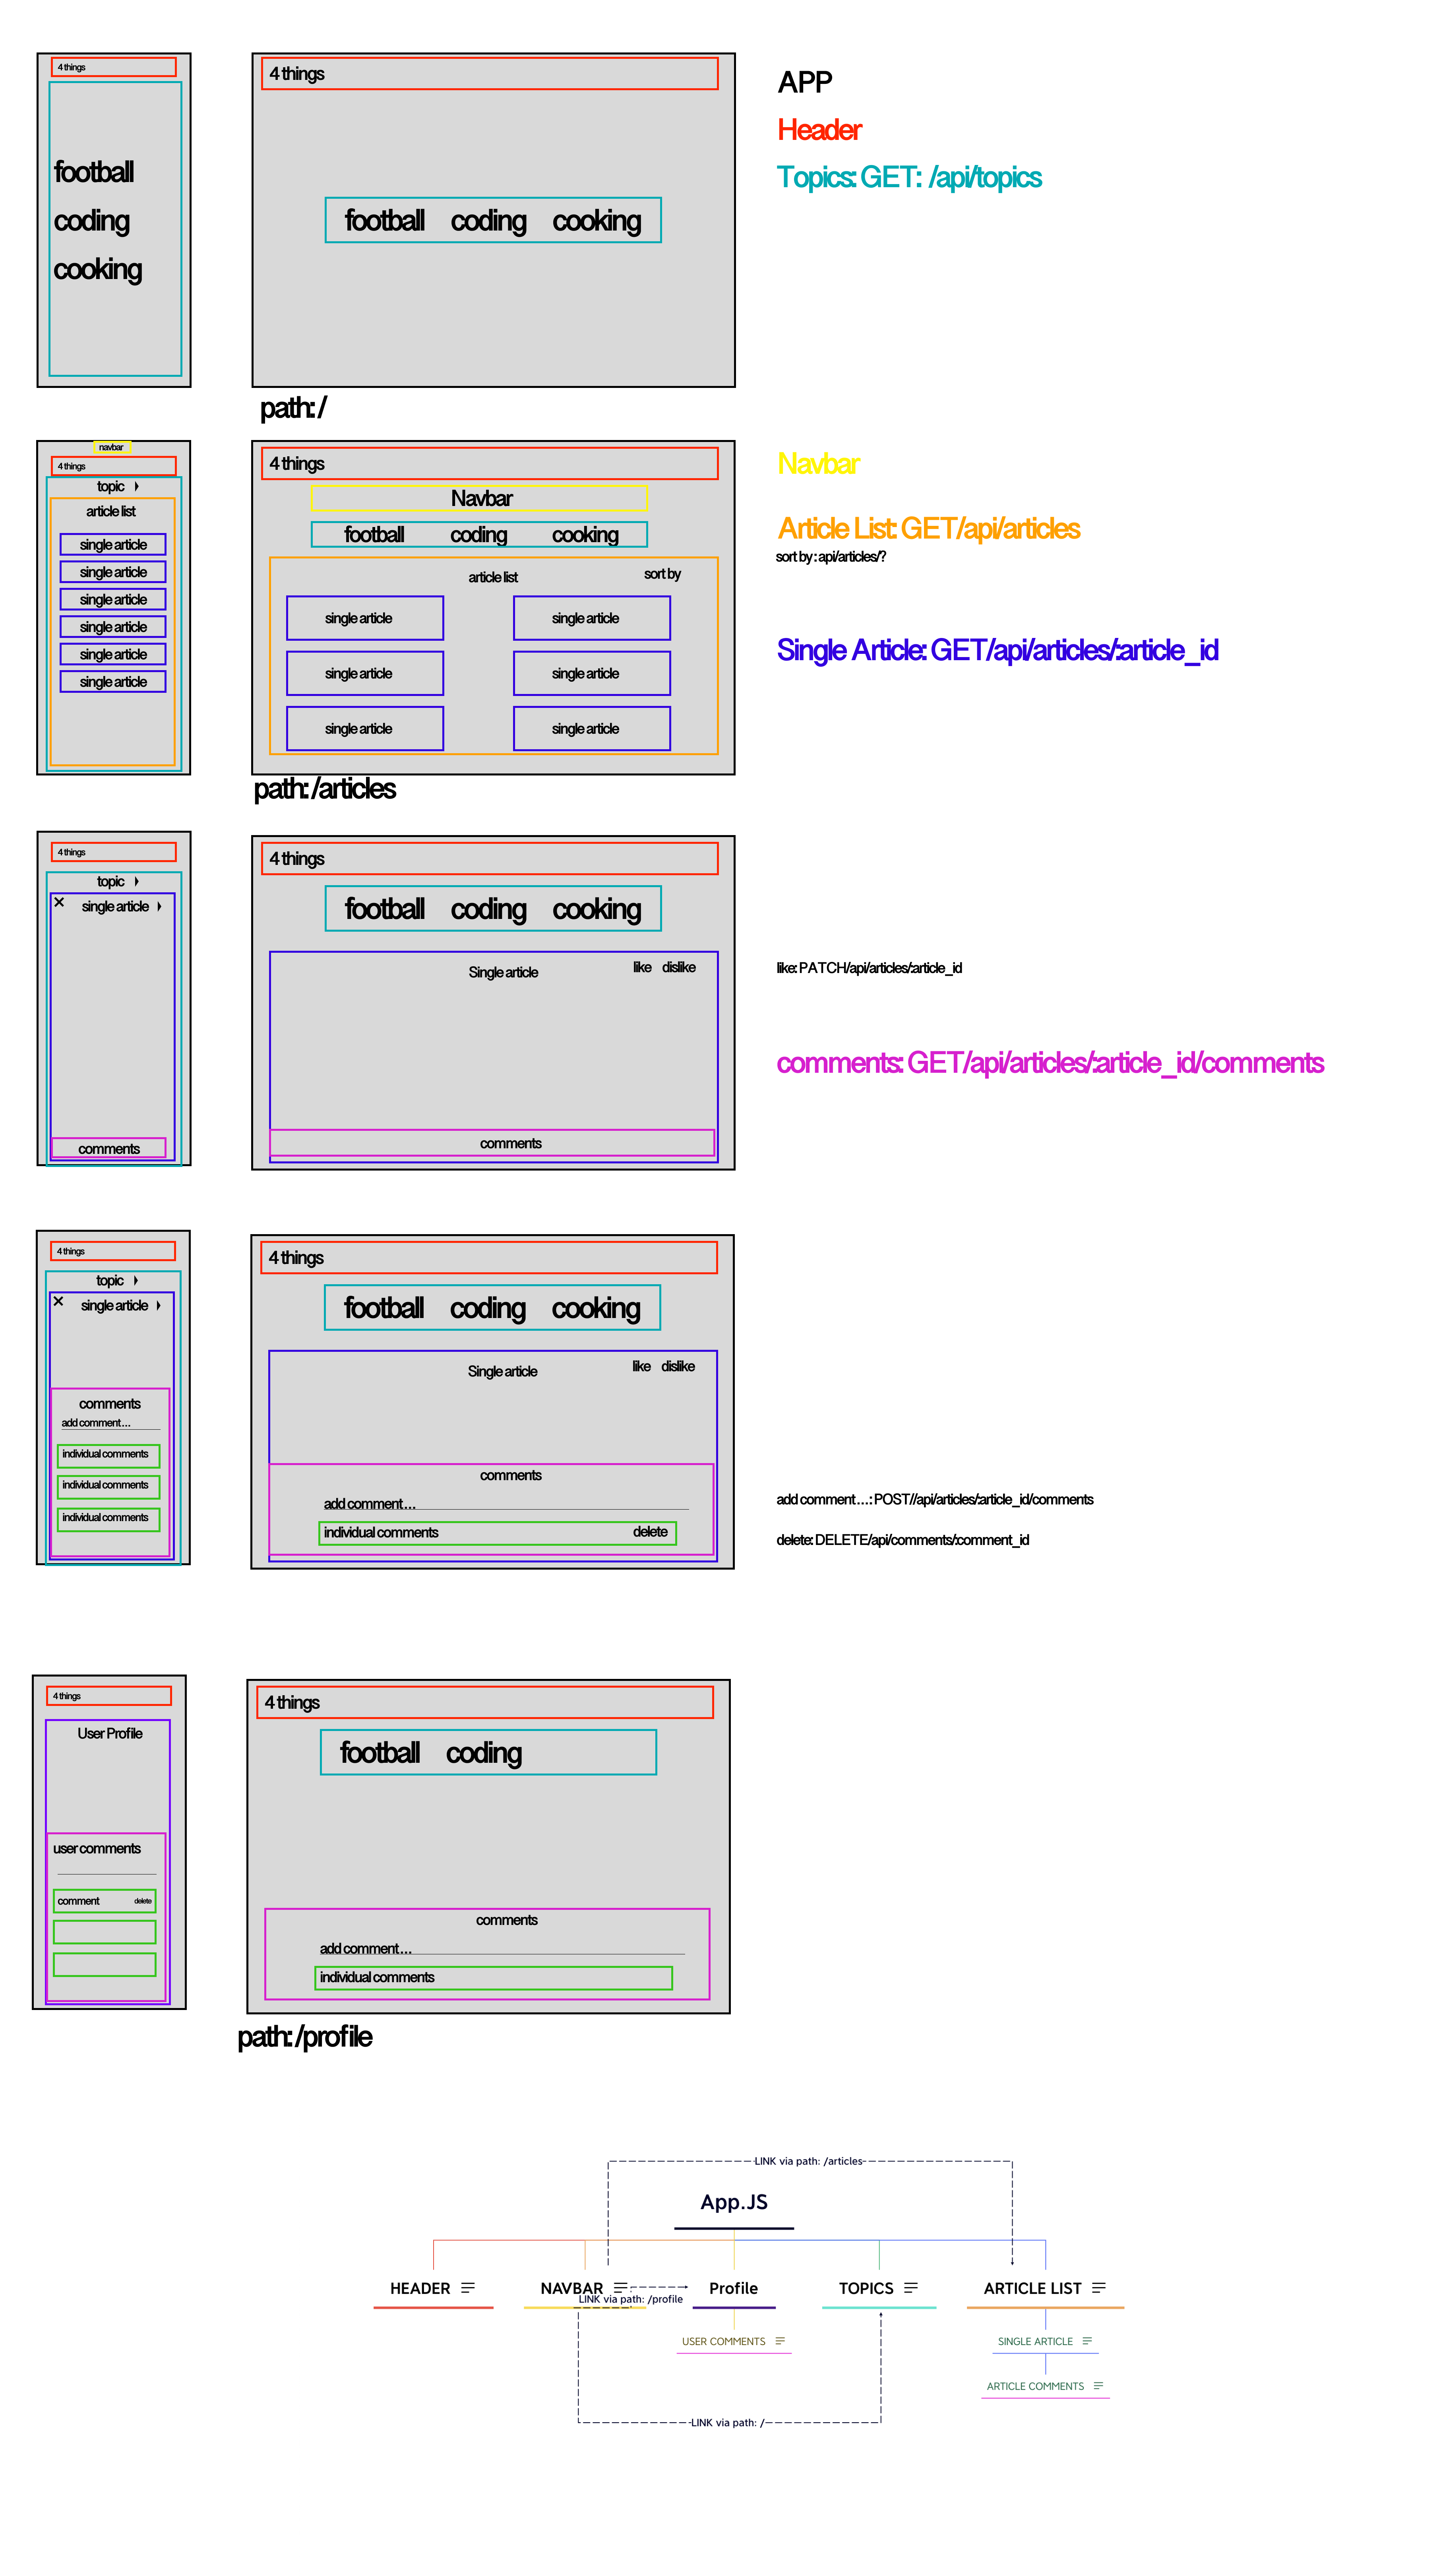 4 things
football
coding
cooking
4 things
football coding cooking
path: /
APP
Header
Topics: GET: /api/topics
navbar
4 things
topic
article list
single article
single article
single article
single article
single article
single article
4 things
Navbar
football coding cooking
article list sort by
single article single article
single article single article
single article single article
path: /articles
Navbar
Article List: GET/api/articles
sort by : api/articles/?
Single Article: GET/api/articles/:article_id
4 things
topic
× single article
comments
4 things
football coding cooking
Single article like dislike
comments
like: PATCH/api/articles/:article_id
comments: GET/api/articles/:article_id/comments
4 things
topic
× single article
comments
add comment ...
individual comments
individual comments
individual comments
4 things
football coding cooking
Single article like dislike
comments
add comment ...
individual comments delete
add comment ... : POST//api/articles/:article_id/comments
delete: DELETE/api/comments/:comment_id
4 things
User Profile
user comments
comment delete
4 things
football coding
comments
add comment ...
individual comments
path: /profile
LINK via path: /articles
App.JS
HEADER NAVBAR Profile TOPICS ARTICLE LIST
LINK via path: /profile
USER COMMENTS SINGLE ARTICLE
ARTICLE COMMENTS
LINK via path: /